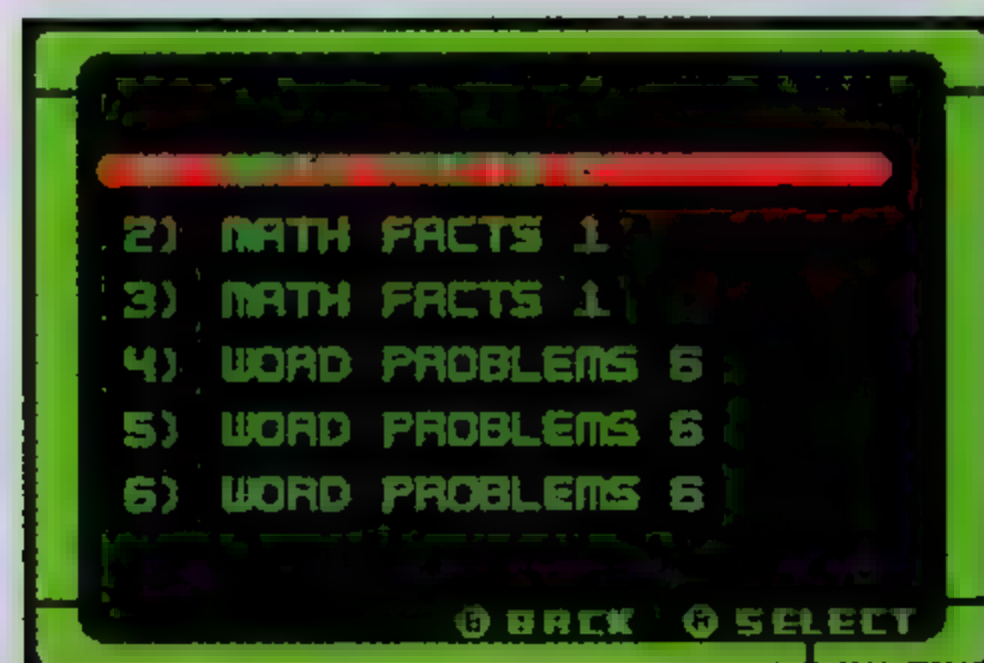 2) MATH FACTS 1
3) MATH FACTS 1
4) WORD PROBLEMS 6
5) WORD PROBLEMS 6
6) WORD PROBLEMS 6
BACK SELECT